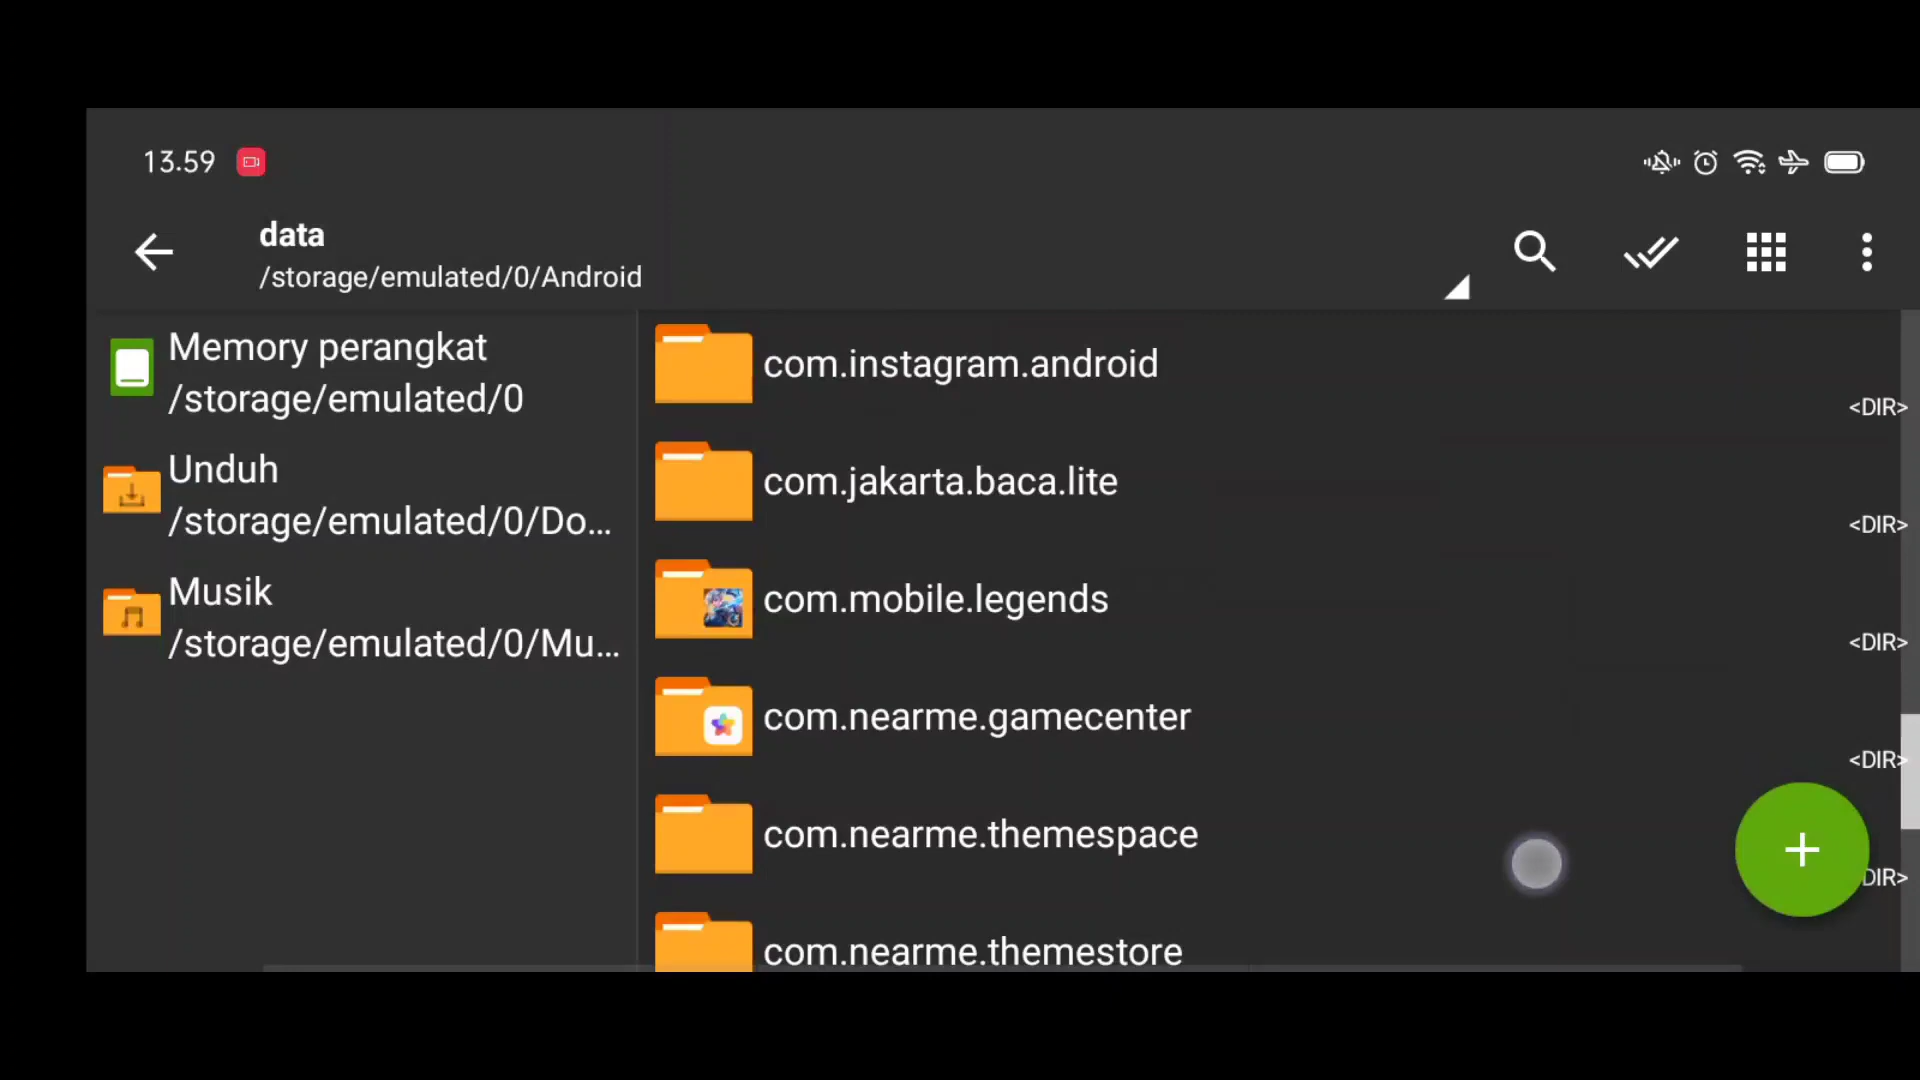 13.59
data
/storage/emulated/0/Android
Memory perangkat
/storage/emulated/0
Unduh
/storage/emulated/0/Do...
Musik
/storage/emulated/0/Mu...
com.instagram.android
<DIR>
com.jakarta.baca.lite
<DIR>
com.mobile.legends
<DIR>
com.nearme.gamecenter
<DIR>
com.nearme.themespace
DIR>
com.nearme.themestore